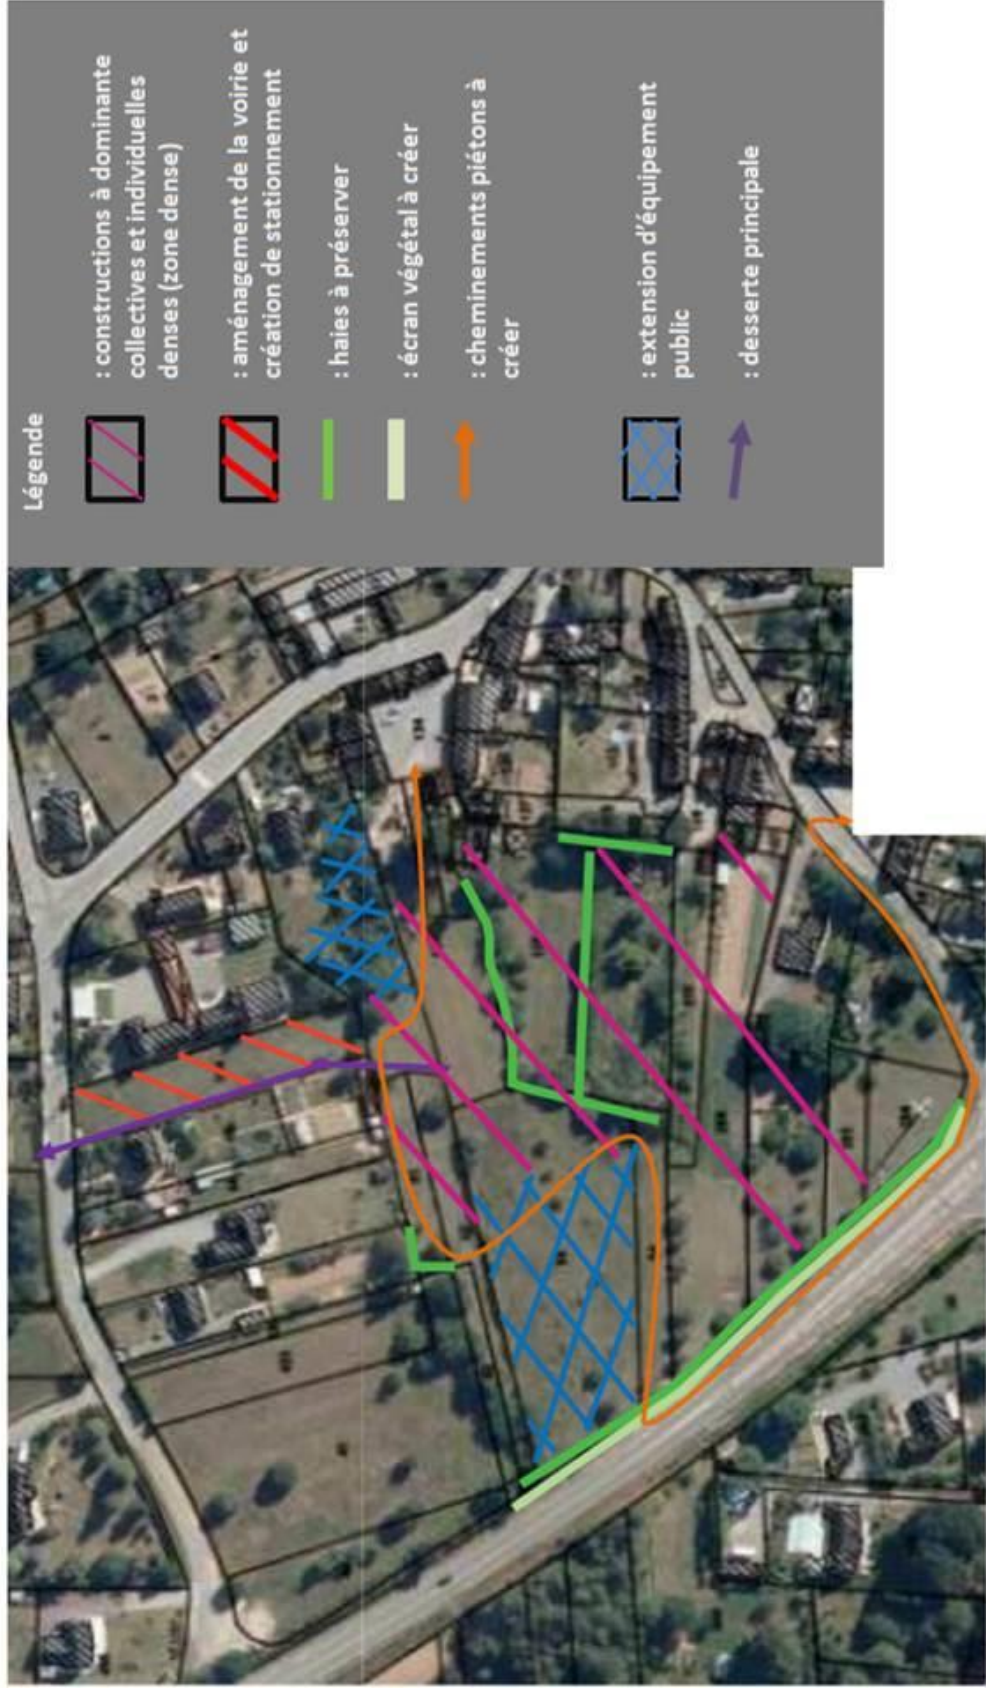 Légende
: constructions à dominante
collectives et individuelles
denses (zone dense)
: aménagement de la voirie et
création de stationnement
: haies à préserver
: écran végétal à créer
: cheminements piétons à
créer
: extension d'équipement
public
: desserte principale